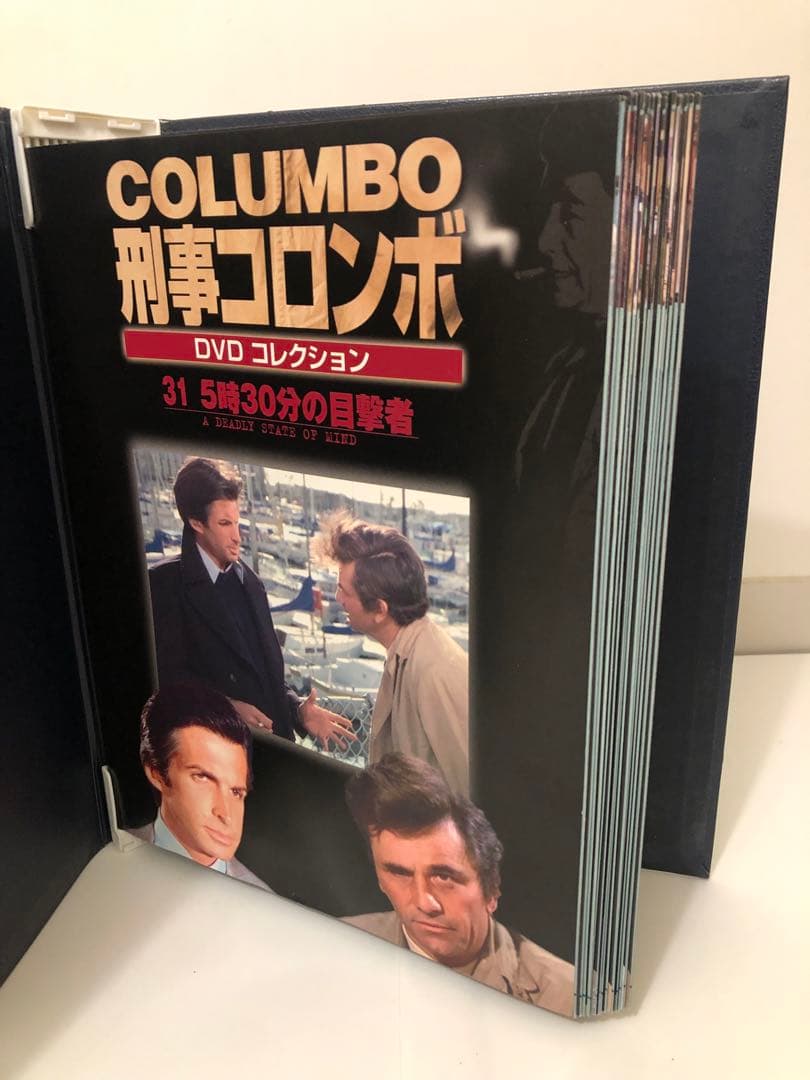 COLUMBO
刑事コロンボ
DVD コレクション
31 5時30分の目撃者
A DEADLY STATE OF MIND